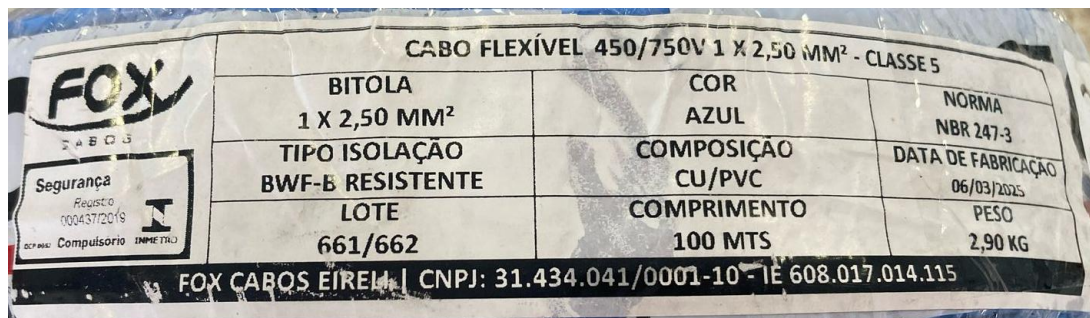 CABO FLEXÍVEL 450/750V 1 X 2,50 MM² - CLASSE 5
FOX
CABOS
BITOLA
1 X 2,50 MM²
COR
AZUL
NORMA
NBR 247-3
TIPO ISOLAÇÃO
BWF-B RESISTENTE
COMPOSIÇÃO
CU/PVC
DATA DE FABRICAÇÃO
06/03/2025
LOTE
661/662
COMPRIMENTO
100 MTS
PESO
2,90 KG
Segurança
Registro
000437/2019
Compulsório INMETRO
FOX CABOS EIRELI | CNPJ: 31.434.041/0001-10 - IE 608.017.014.115